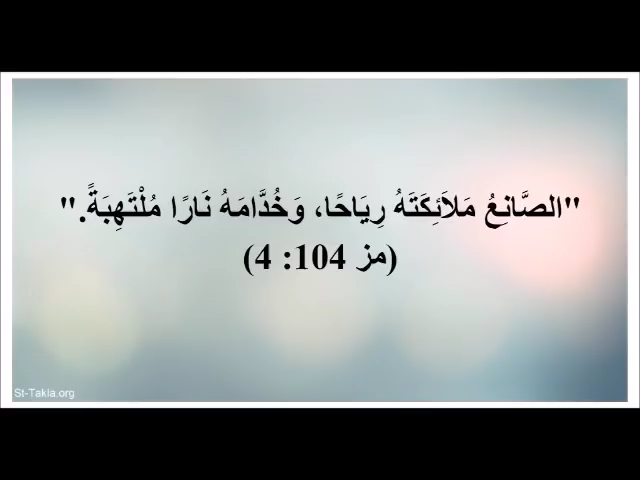 "الصَّانِعُ مَلاَئِكَتَهُ رِيَاحًا، وَخُدَّامَهُ نَارًا مُلْتَهِبَةً."
(مز 104: 4)
St-Takla.org